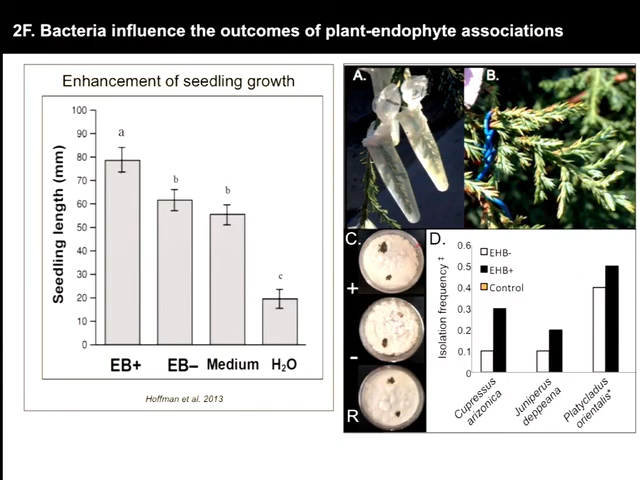 2F. Bacteria influence the outcomes of plant-endophyte associations
Enhancement of seedling growth
Seedling length (mm)
100
90
80
70
60
50
40
30
20
10
0
a
b
b
c
EB+
EB–
Medium
H₂O
Hoffman et al. 2013
A.
B.
C.
+
-
R
D.
Isolation frequency ‡
0.6
0.5
0.4
0.3
0.2
0.1
0
EHB-
EHB+
Control
Cupressus
arizonica
Juniperus
deppeana
Platycladus
orientalis*